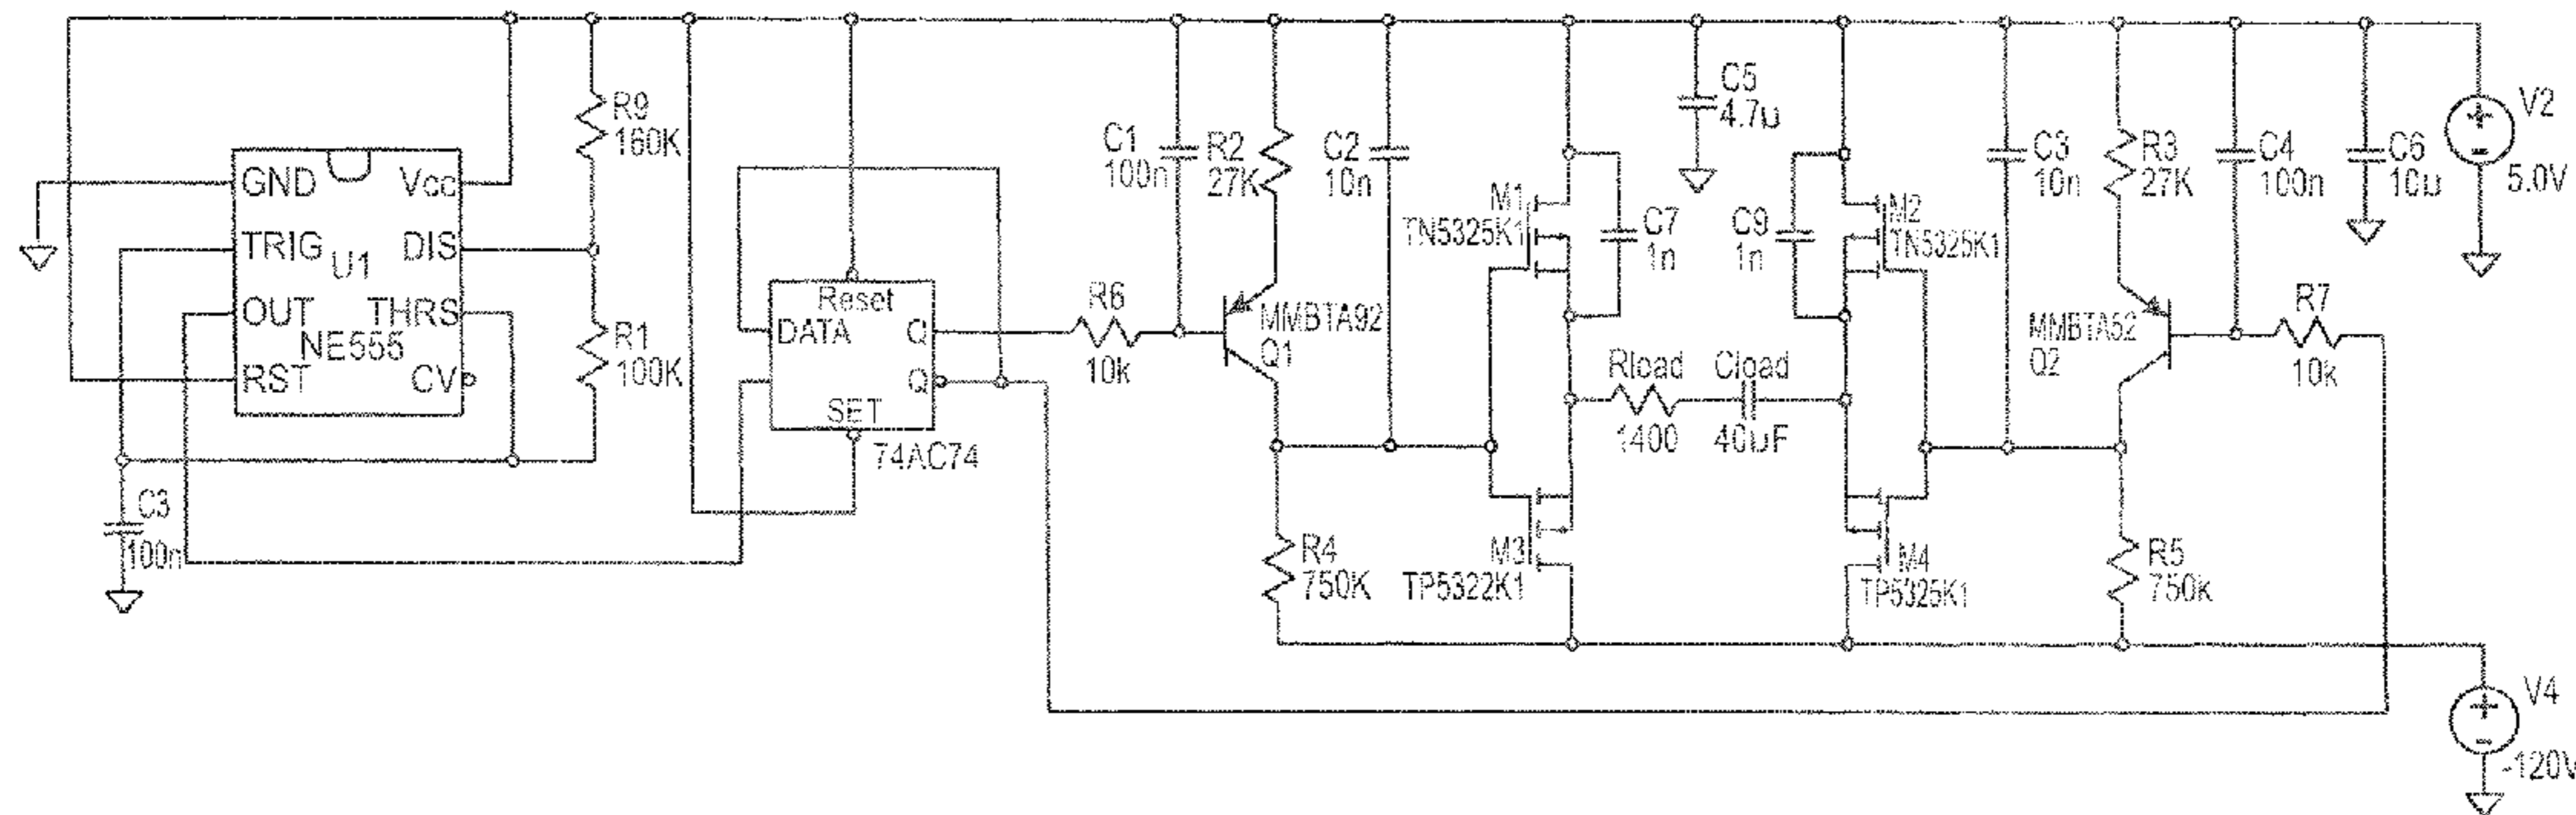 R9
160K
GND
Vcc
TRIG
DIS
U1
OUT
THRS
NE555
RST
CV
R1
100K
C3
100n
Reset
DATA
Q
Q
SET
74AC74
R6
10k
C1
100n
R2
27K
MMBTA92
Q1
C2
10n
R4
750K
M1
TN5325K1
C7
1n
C5
4.7u
C9
1n
M2
TN5325K1
Rload
1400
Cload
40uF
M3
TP5322K1
M4
TP5325K1
C3
10n
R3
27K
MMBTA52
Q2
C4
100n
C6
10u
R7
10k
R5
750k
V2
5.0V
V4
-120V